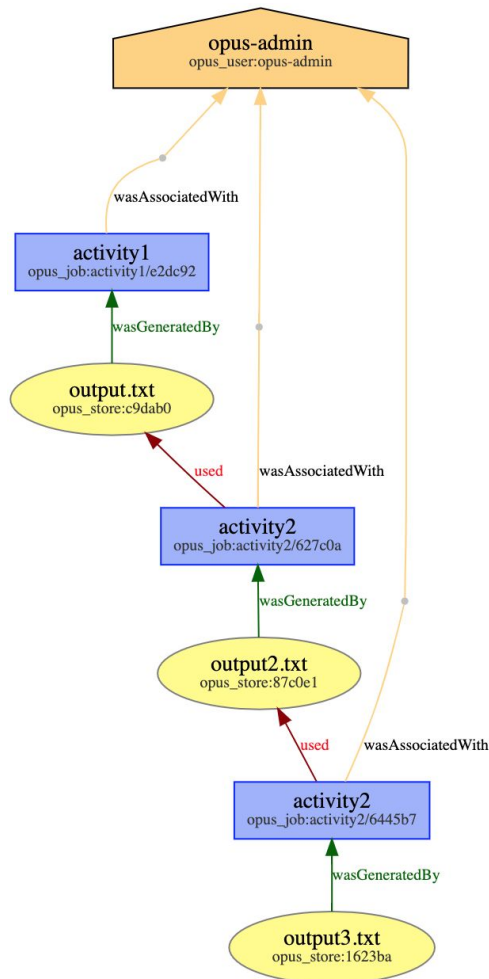 opus-admin
opus_user:opus-admin
wasAssociatedWith
activity1
opus_job:activity1/e2dc92
wasGeneratedBy
output.txt
opus_store:c9dab0
used
wasAssociatedWith
activity2
opus_job:activity2/627c0a
wasGeneratedBy
output2.txt
opus_store:87c0e1
used
wasAssociatedWith
activity2
opus_job:activity2/6445b7
wasGeneratedBy
output3.txt
opus_store:1623ba